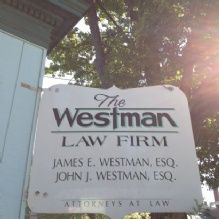 The
Westman
LAW FIRM
JAMES E. WESTMAN, ESQ.
JOHN J. WESTMAN, ESQ.
ATTORNEYS AT LAW